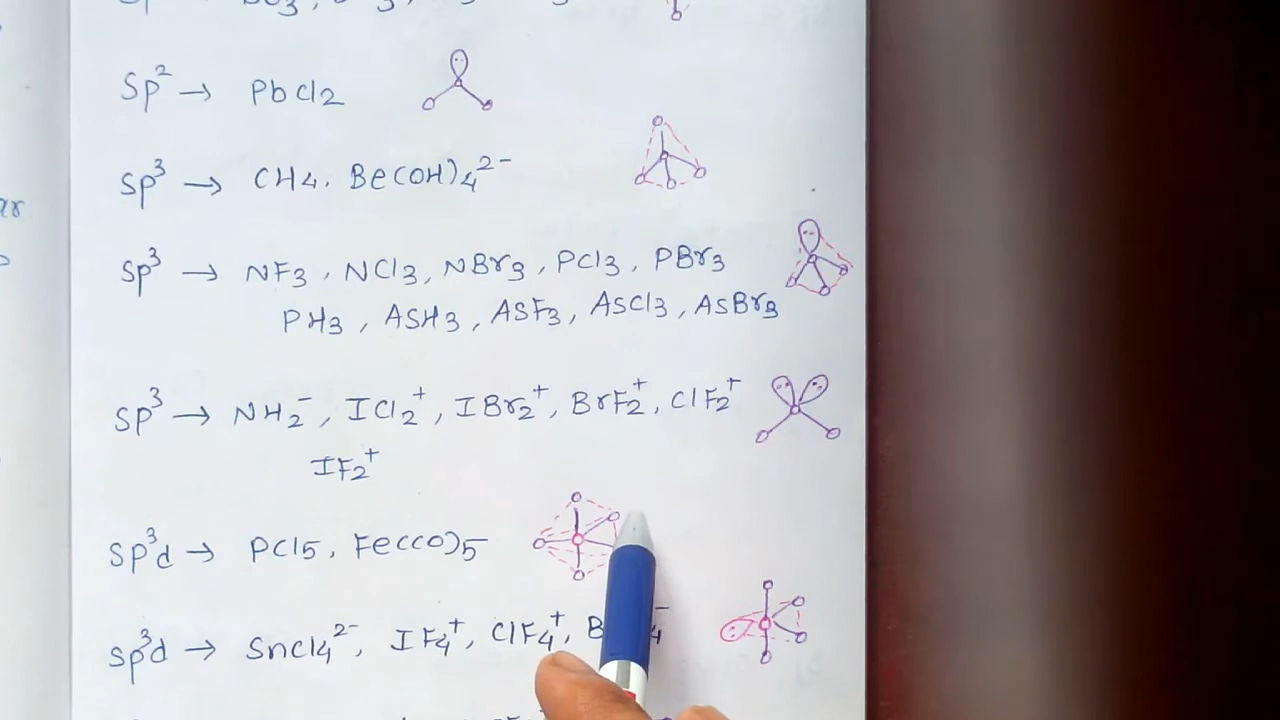 Sp² → PbCl2
Sp³ → CH4, Be(OH)4²⁻
Sp³ → NF3, NCl3, NBr3, PCl3, PBr3
PH3, AsH3, AsF3, AsCl3, AsBr3
Sp³ → NH2⁻, ICl2⁺, IBr2⁺, BrF2⁺, ClF2⁺
IF2⁺
Sp³d → PCl5, Fe(CO)5
Sp³d → SnCl4²⁻, IF4⁺, ClF4⁺,